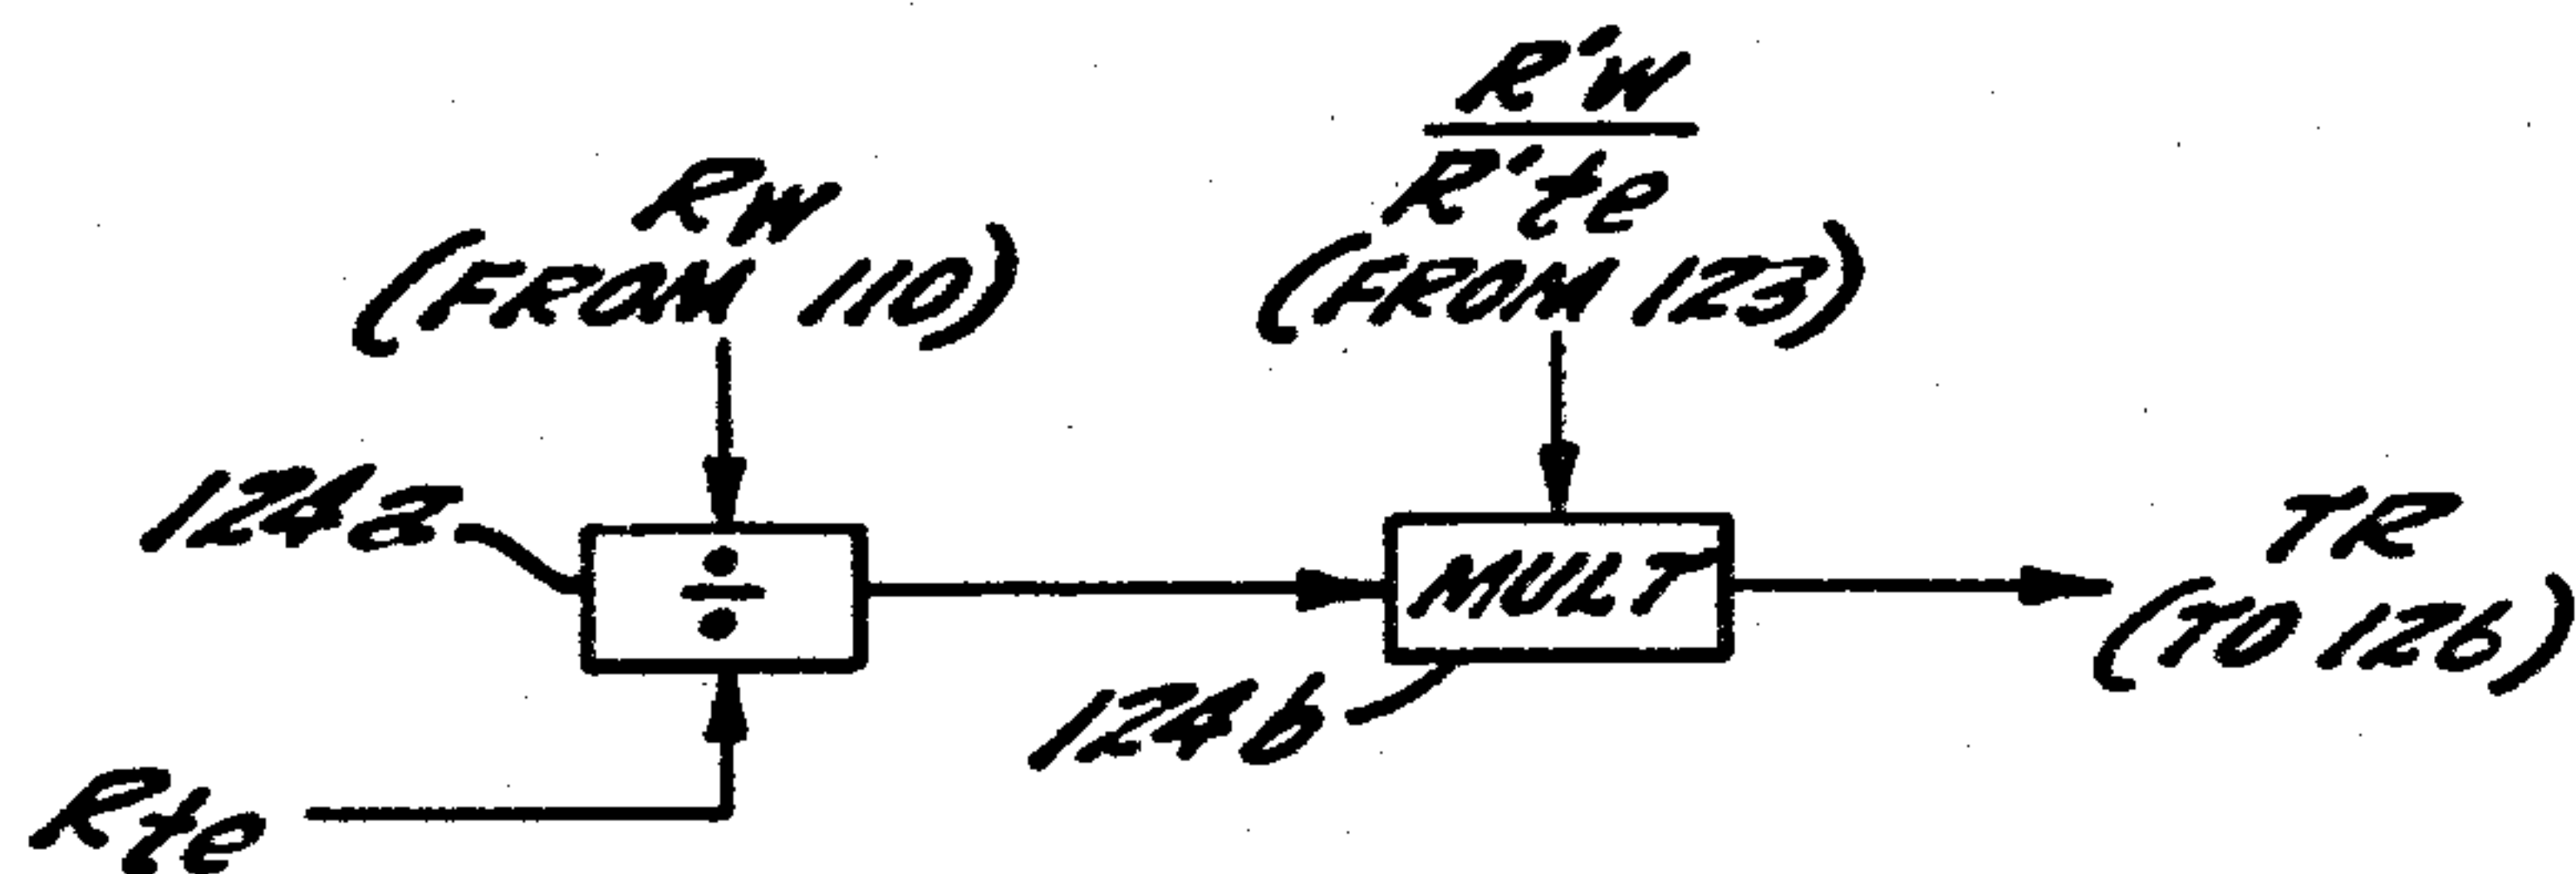 R'w
R'te
(FROM 123)
Rw
(FROM 110)
124a
÷
MULT
TR
(TO 126)
124b
Rte